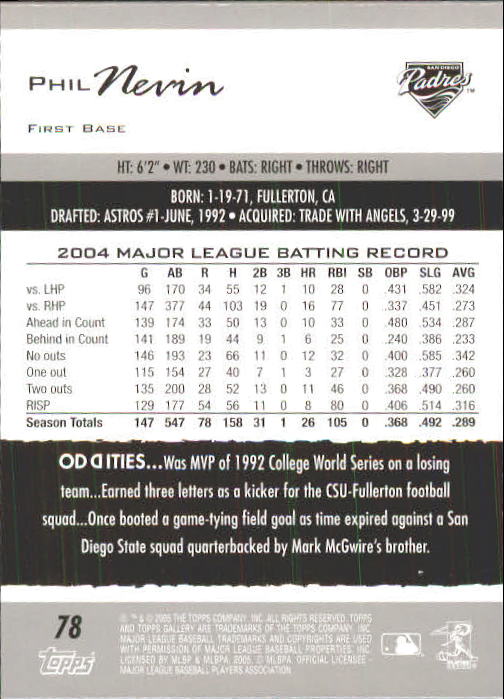 PHIL Nevin
SAN DIEGO
Padres
TM
FIRST BASE
HT: 6'2" • WT: 230 • BATS: RIGHT • THROWS: RIGHT
BORN: 1-19-71, FULLERTON, CA
DRAFTED: ASTROS #1-JUNE, 1992 • ACQUIRED: TRADE WITH ANGELS, 3-29-99
2004 MAJOR LEAGUE BATTING RECORD
G AB R H 2B 3B HR RBI SB OBP SLG AVG
vs. LHP 96 170 34 55 12 1 10 28 0 .431 .582 .324
vs. RHP 147 377 44 103 19 0 16 77 0 .337 .451 .273
Ahead in Count 139 174 33 50 13 0 10 33 0 .480 .534 .287
Behind in Count 141 189 19 44 9 1 6 25 0 .240 .386 .233
No outs 146 193 23 66 11 0 12 32 0 .400 .585 .342
One out 115 154 27 40 7 1 3 27 0 .328 .377 .260
Two outs 135 200 28 52 13 0 11 46 0 .368 .490 .260
RISP 129 177 54 56 11 0 8 80 0 .406 .514 .316
Season Totals 147 547 78 158 31 1 26 105 0 .368 .492 .289
ODDITIES...Was MVP of 1992 College World Series on a losing
team...Earned three letters as a kicker for the CSU-Fullerton football
squad...Once booted a game-tying field goal as time expired against a San
Diego State squad quarterbacked by Mark McGwire's brother.
78
topps
® ™ & © 2005 THE TOPPS COMPANY, INC. ALL RIGHTS RESERVED. TOPPS
AND TOPPS GALLERY ARE TRADEMARKS OF THE TOPPS COMPANY, INC.
MAJOR LEAGUE BASEBALL TRADEMARKS AND COPYRIGHTS ARE USED
WITH PERMISSION OF MAJOR LEAGUE BASEBALL PROPERTIES, INC.
LICENSED BY MLBP & MLBPA, 2005. © MLBPA. OFFICIAL LICENSEE -
MAJOR LEAGUE BASEBALL PLAYERS ASSOCIATION